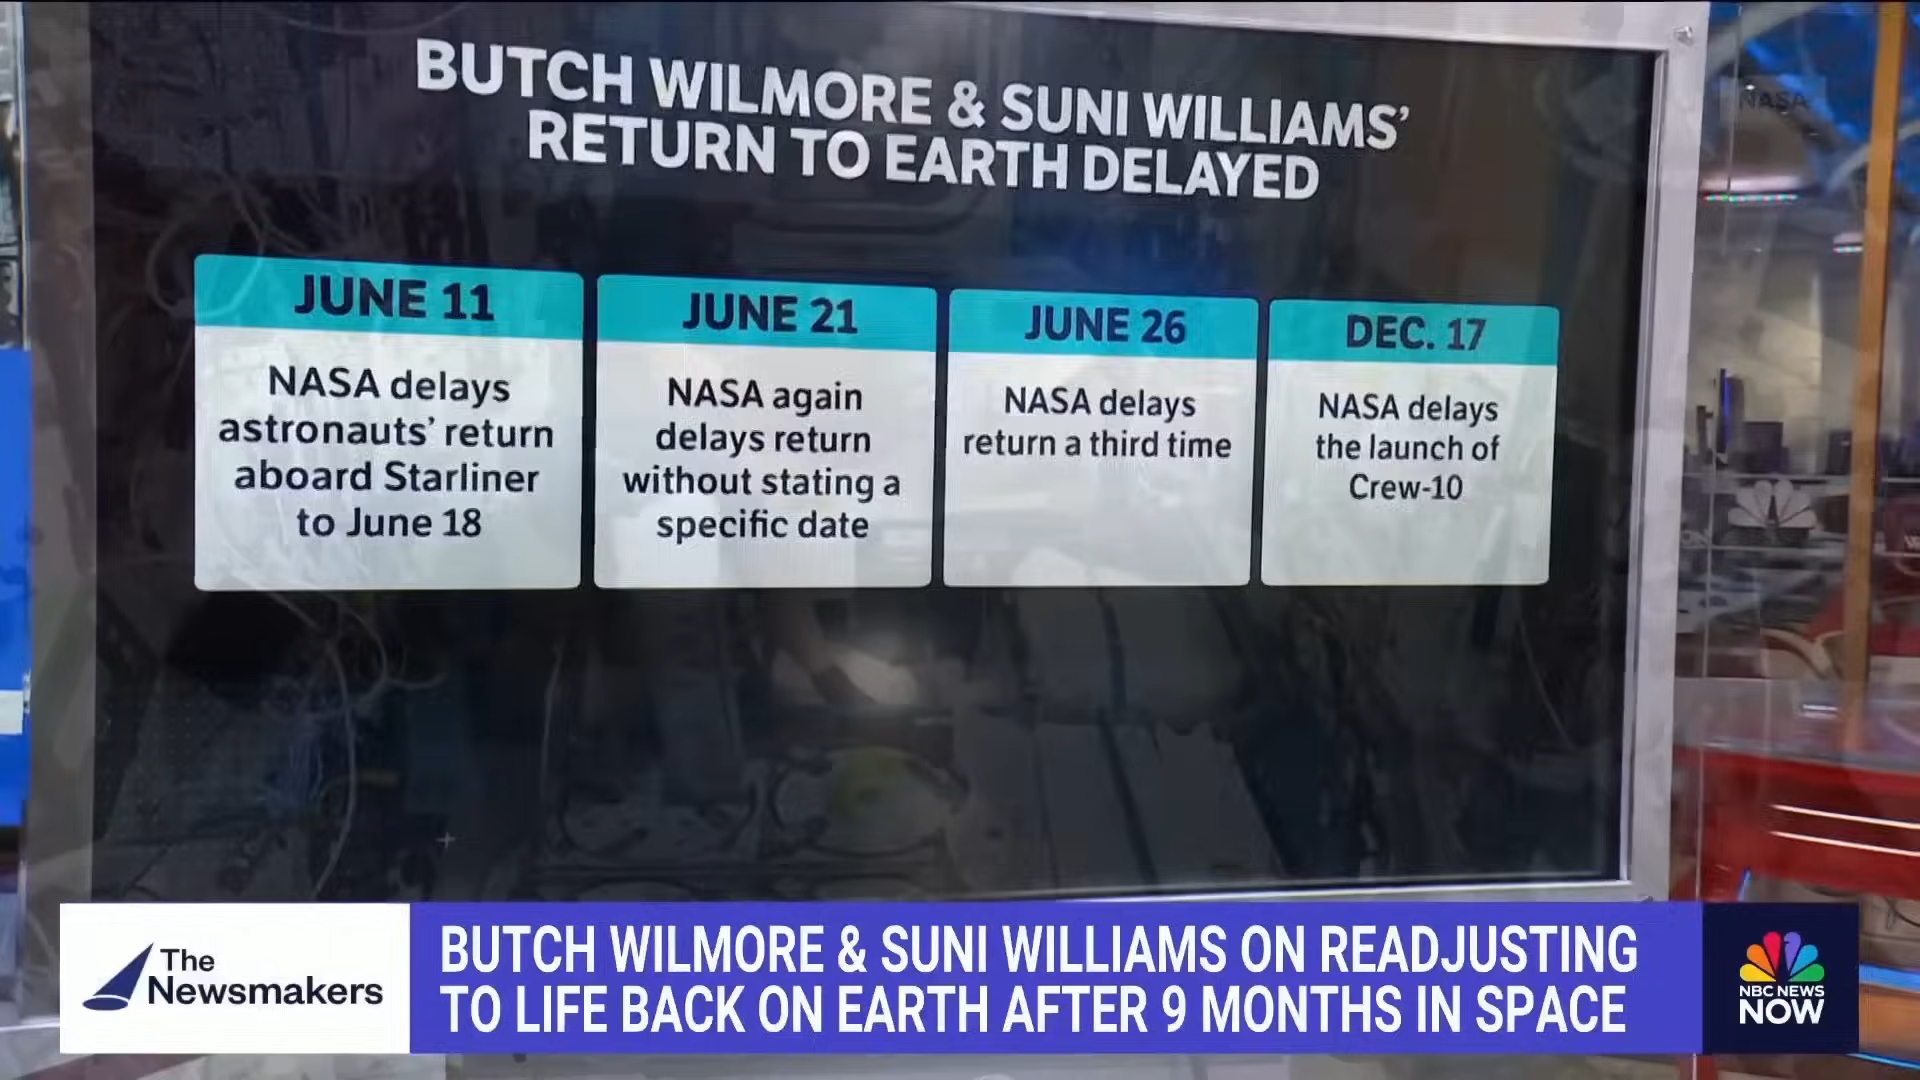 BUTCH WILMORE & SUNI WILLIAMS'
RETURN TO EARTH DELAYED
NASA
JUNE 11
NASA delays
astronauts' return
aboard Starliner
to June 18
JUNE 21
NASA again
delays return
without stating a
specific date
JUNE 26
NASA delays
return a third time
DEC. 17
NASA delays
the launch of
Crew-10
The
Newsmakers
BUTCH WILMORE & SUNI WILLIAMS ON READJUSTING
TO LIFE BACK ON EARTH AFTER 9 MONTHS IN SPACE
NBC NEWS
NOW